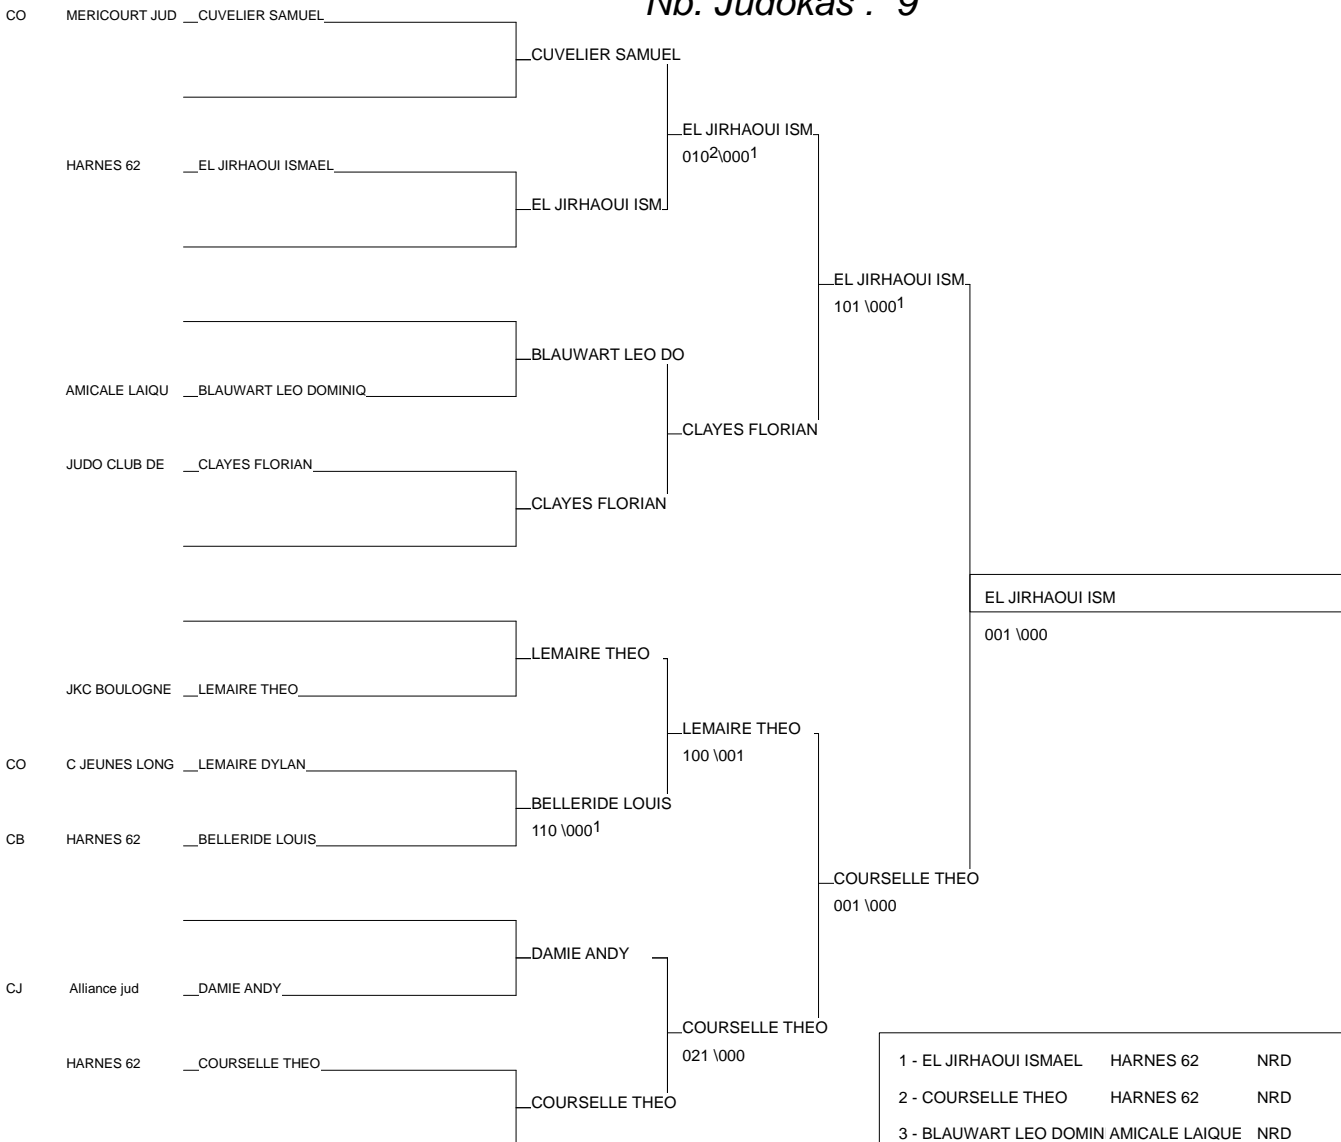 Nb. Judokas : 9
CO MERICOURT JUD CUVELIER SAMUEL
CUVELIER SAMUEL
EL JIRHAOUI ISM
010²\000¹
HARNES 62 EL JIRHAOUI ISMAEL
EL JIRHAOUI ISM
EL JIRHAOUI ISM
101 \000¹
BLAUWART LEO DO
AMICALE LAIQU BLAUWART LEO DOMINIQ
CLAYES FLORIAN
JUDO CLUB DE CLAYES FLORIAN
CLAYES FLORIAN
EL JIRHAOUI ISM
001 \000
LEMAIRE THEO
JKC BOULOGNE LEMAIRE THEO
LEMAIRE THEO
100 \001
CO C JEUNES LONG LEMAIRE DYLAN
BELLERIDE LOUIS
110 \000¹
CB HARNES 62 BELLERIDE LOUIS
COURSELLE THEO
001 \000
DAMIE ANDY
CJ Alliance jud DAMIE ANDY
COURSELLE THEO
021 \000
HARNES 62 COURSELLE THEO
COURSELLE THEO
1 - EL JIRHAOUI ISMAEL HARNES 62 NRD
2 - COURSELLE THEO HARNES 62 NRD
3 - BLAUWART LEO DOMIN AMICALE LAIQUE NRD